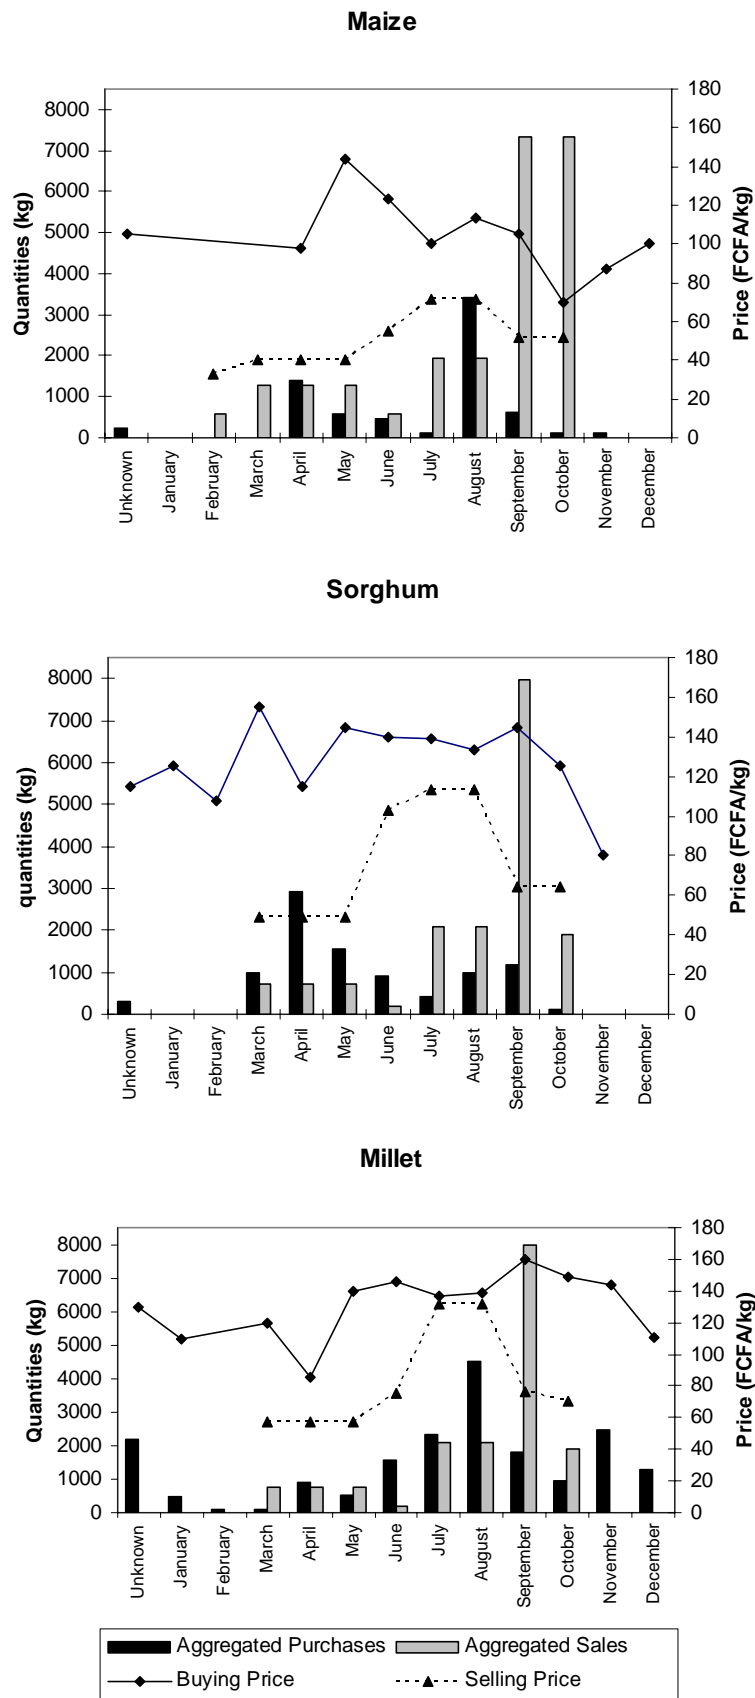 Maize
Quantities (kg)
8000
7000
6000
5000
4000
3000
2000
1000
0
180
160
140
120
100
80
60
40
20
0
Price (FCFA/kg)
Unknown
January
February
March
April
May
June
July
August
September
October
November
December
Sorghum
quantities (kg)
8000
7000
6000
5000
4000
3000
2000
1000
0
180
160
140
120
100
80
60
40
20
0
Price (FCFA/kg)
Unknown
January
February
March
April
May
June
July
August
September
October
November
December
Millet
Quantities (kg)
8000
7000
6000
5000
4000
3000
2000
1000
0
180
160
140
120
100
80
60
40
20
0
Price (FCFA/kg)
Unknown
January
February
March
April
May
June
July
August
September
October
November
December
Aggregated Purchases
Aggregated Sales
Buying Price
Selling Price